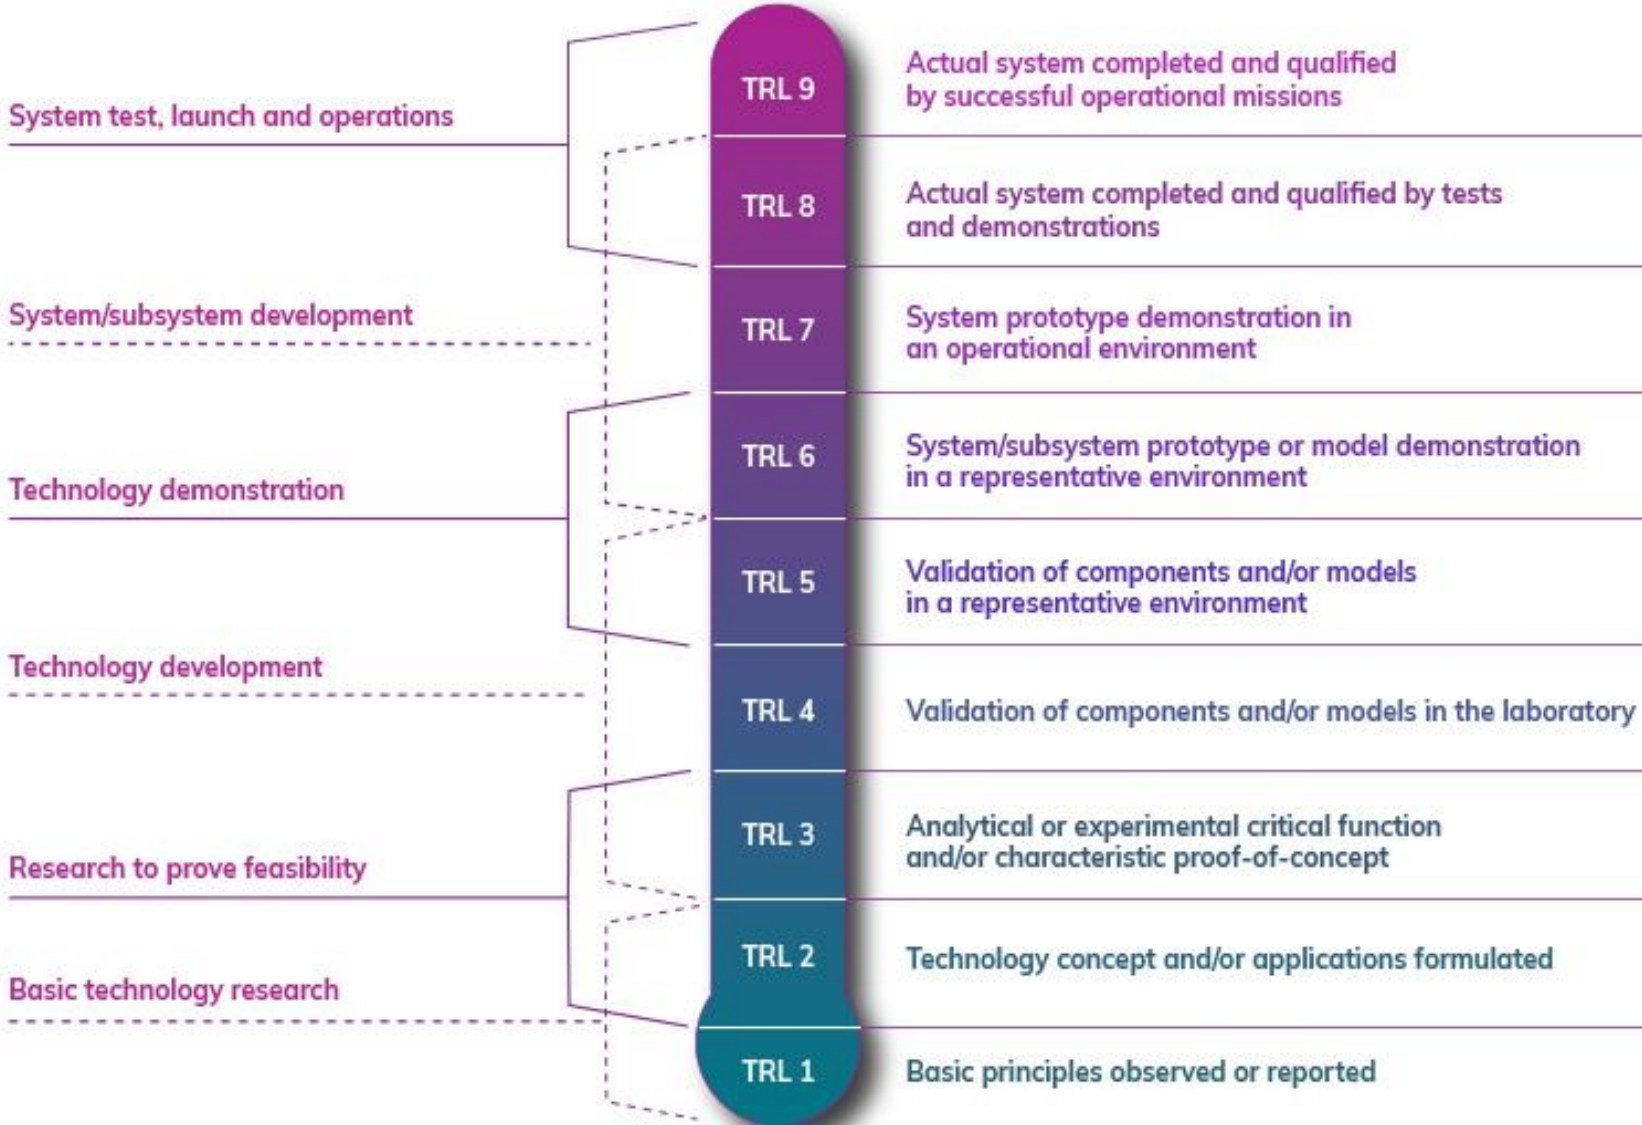 System test, launch and operations
System/subsystem development
Technology demonstration
Technology development
Research to prove feasibility
Basic technology research
TRL 9
Actual system completed and qualified
by successful operational missions
TRL 8
Actual system completed and qualified by tests
and demonstrations
TRL 7
System prototype demonstration in
an operational environment
TRL 6
System/subsystem prototype or model demonstration
in a representative environment
TRL 5
Validation of components and/or models
in a representative environment
TRL 4
Validation of components and/or models in the laboratory
TRL 3
Analytical or experimental critical function
and/or characteristic proof-of-concept
TRL 2
Technology concept and/or applications formulated
TRL 1
Basic principles observed or reported